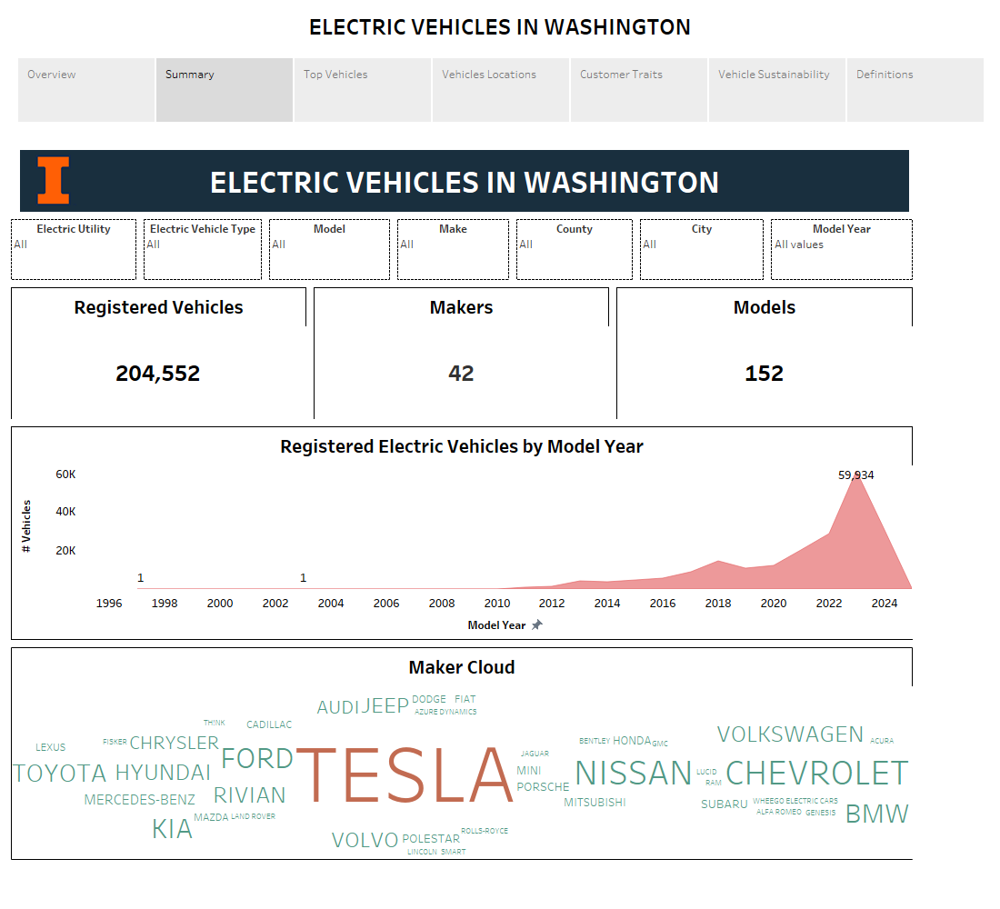 ELECTRIC VEHICLES IN WASHINGTON
Overview Summary Top Vehicles Vehicles Locations Customer Traits Vehicle Sustainability Definitions
I ELECTRIC VEHICLES IN WASHINGTON
Electric Utility Electric Vehicle Type Model Make County City Model Year
All All All All All All All values
Registered Vehicles Makers Models
204,552 42 152
Registered Electric Vehicles by Model Year
60K
59,934
40K
# Vehicles
20K
1 1
1996 1998 2000 2002 2004 2006 2008 2010 2012 2014 2016 2018 2020 2022 2024
Model Year
Maker Cloud
AUDI JEEP DODGE FIAT
AZURE DYNAMICS
TH!NK CADILLAC
LEXUS FISKER CHRYSLER BENTLEY HONDA GMC VOLKSWAGEN ACURA
FORD TESLA JAGUAR
TOYOTA HYUNDAI MINI NISSAN LUCID CHEVROLET
PORSCHE RAM
MERCEDES-BENZ RIVIAN MITSUBISHI SUBARU WHEEGO ELECTRIC CARS
ALFA ROMEO GENESIS BMW
KIA MAZDA LAND ROVER
VOLVO POLESTAR ROLLS-ROYCE
LINCOLN SMART